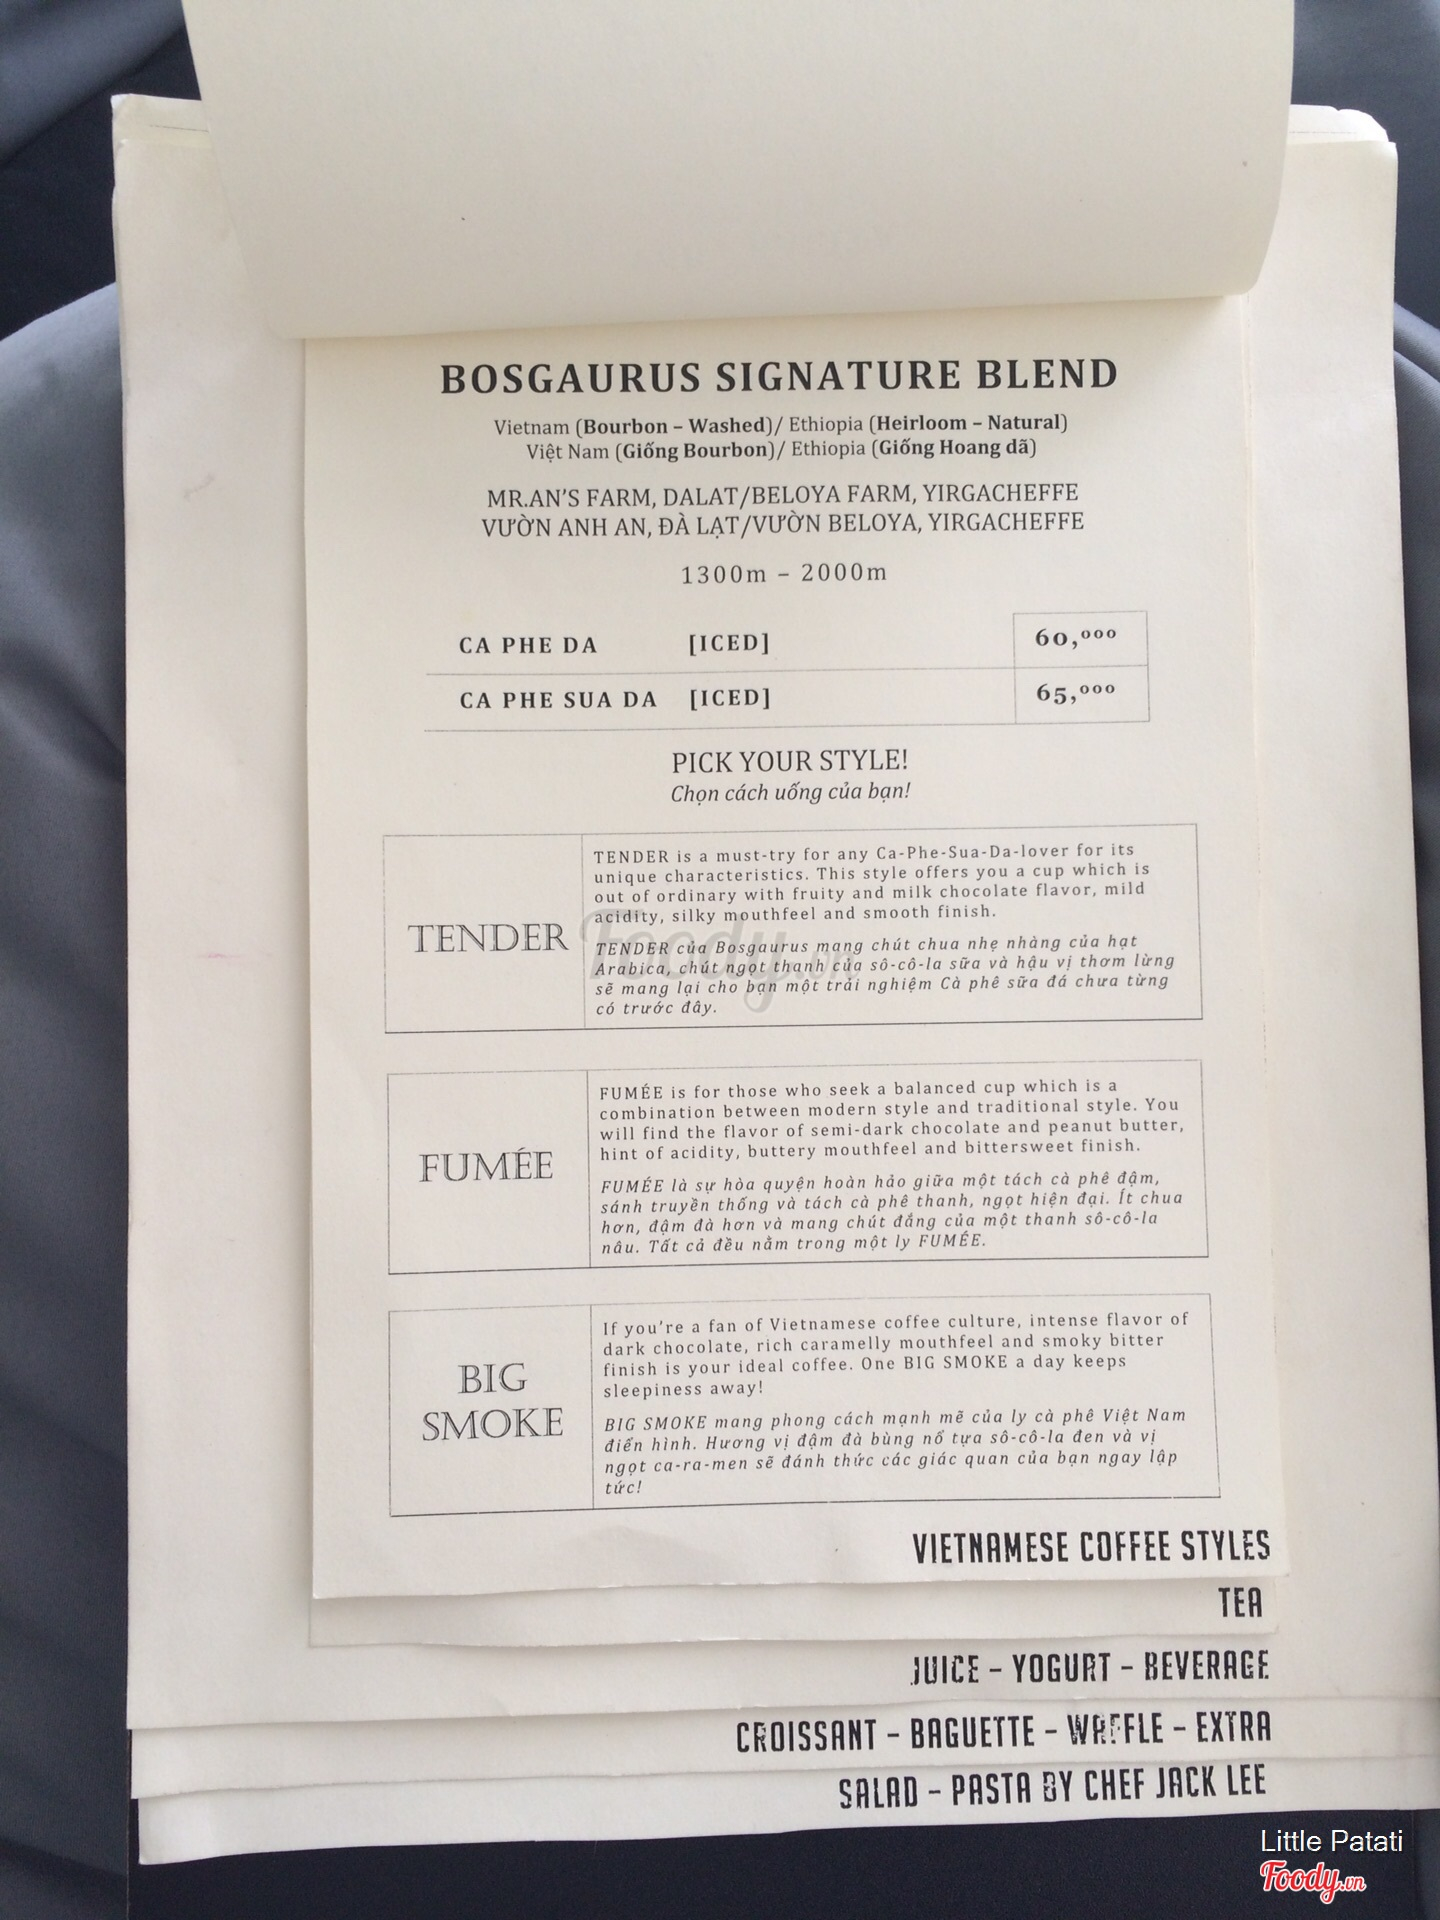 BOSGAURUS SIGNATURE BLEND
Vietnam (Bourbon – Washed)/ Ethiopia (Heirloom – Natural)
Việt Nam (Giống Bourbon)/ Ethiopia (Giống Hoang dã)
MR.AN'S FARM, DALAT/BELOYA FARM, YIRGACHEFFE
VƯỜN ANH AN, ĐÀ LẠT/VƯỜN BELOYA, YIRGACHEFFE
1300m – 2000m
CA PHE DA [ICED] 60,000
CA PHE SUA DA [ICED] 65,000
PICK YOUR STYLE!
Chọn cách uống của bạn!
TENDER
TENDER is a must-try for any Ca-Phe-Sua-Da-lover for its
unique characteristics. This style offers you a cup which is
out of ordinary with fruity and milk chocolate flavor, mild
acidity, silky mouthfeel and smooth finish.
TENDER của Bosgaurus mang chút chua nhẹ nhàng của hạt
Arabica, chút ngọt thanh của sô-cô-la sữa và hậu vị thơm lừng
sẽ mang lại cho bạn một trải nghiệm Cà phê sữa đá chưa từng
có trước đây.
Foody.vn
FUMÉE
FUMÉE is for those who seek a balanced cup which is a
combination between modern style and traditional style. You
will find the flavor of semi-dark chocolate and peanut butter,
hint of acidity, buttery mouthfeel and bittersweet finish.
FUMÉE là sự hòa quyện hoàn hảo giữa một tách cà phê đậm,
sánh truyền thống và tách cà phê thanh, ngọt hiện đại. Ít chua
hơn, đậm đà hơn và mang chút đắng của một thanh sô-cô-la
nâu. Tất cả đều nằm trong một ly FUMÉE.
BIG
SMOKE
If you're a fan of Vietnamese coffee culture, intense flavor of
dark chocolate, rich caramelly mouthfeel and smoky bitter
finish is your ideal coffee. One BIG SMOKE a day keeps
sleepiness away!
BIG SMOKE mang phong cách mạnh mẽ của ly cà phê Việt Nam
điển hình. Hương vị đậm đà bùng nổ tựa sô-cô-la đen và vị
ngọt ca-ra-men sẽ đánh thức các giác quan của bạn ngay lập
tức!
VIETNAMESE COFFEE STYLES
TEA
JUICE – YOGURT – BEVERAGE
CROISSANT – BAGUETTE – WAFFLE – EXTRA
SALAD – PASTA BY CHEF JACK LEE
Little Patati
Foody.vn